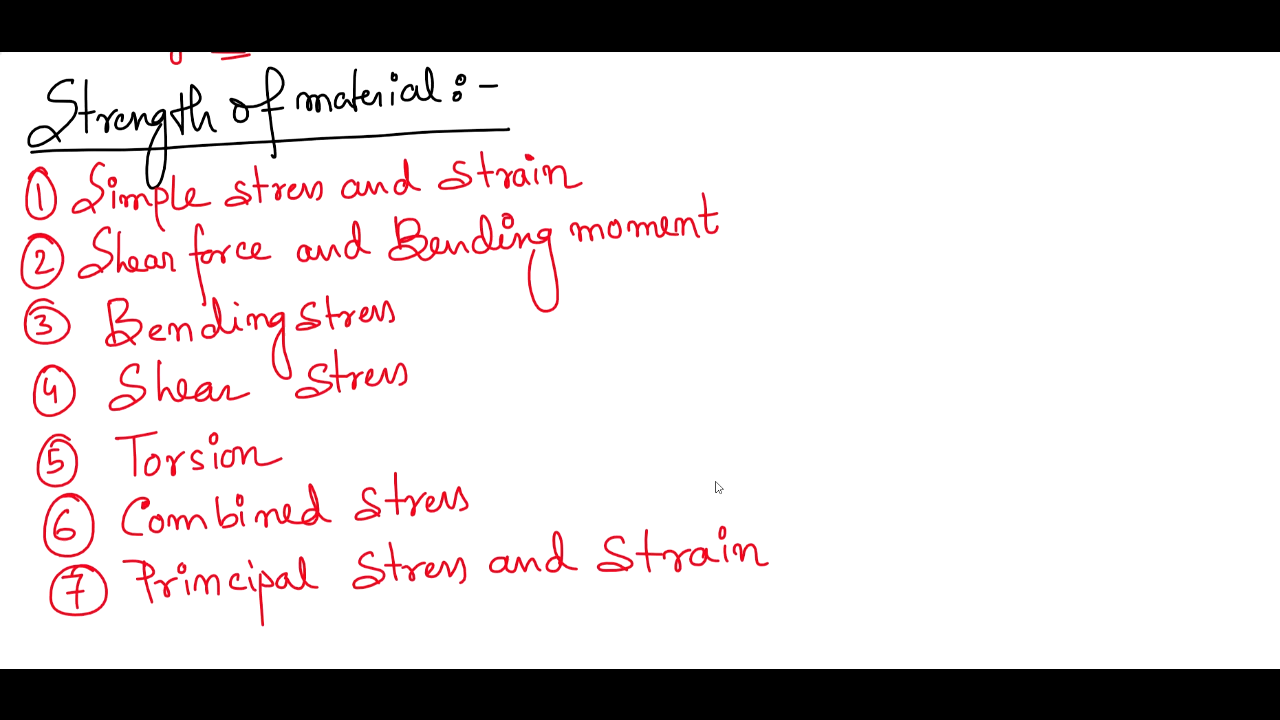 Strength of material :-
① Simple stress and strain
② Shear force and Bending moment
③ Bending stress
④ Shear stress
⑤ Torsion
⑥ Combined stress
⑦ Principal stress and strain